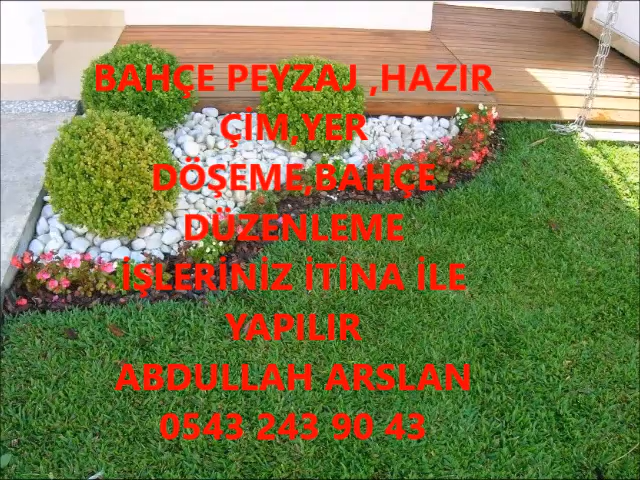 BAHÇE PEYZAJ ,HAZIR
ÇİM,YER
DÖŞEME,BAHÇE
DÜZENLEME
İŞLERİNİZ İTİNA İLE
YAPILIR
ABDULLAH ARSLAN
0543 243 90 43